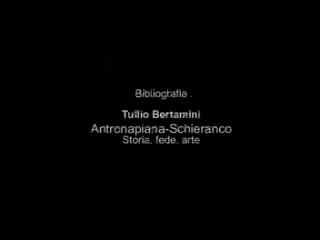 Bibliografia .
Tullio Bertamini
Antronapiana-Schieranco
Storia, fede, arte